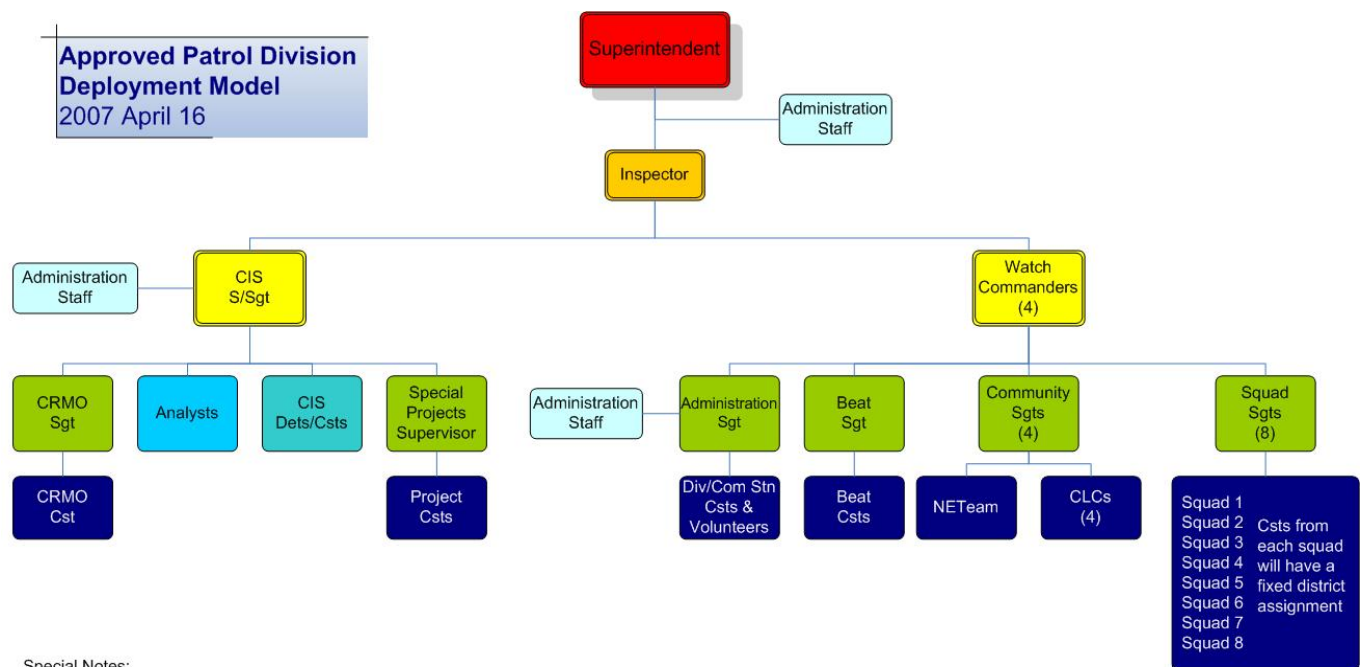 Approved Patrol Division
Deployment Model
2007 April 16
Superintendent
Administration
Staff
Inspector
Administration
Staff
CIS
S/Sgt
Watch
Commanders
(4)
CRMO
Sgt
Analysts
CIS
Dets/Csts
Special
Projects
Supervisor
Administration
Staff
Administration
Sgt
Beat
Sgt
Community
Sgts
(4)
Squad
Sgts
(8)
CRMO
Cst
Project
Csts
Div/Com Stn
Csts &
Volunteers
Beat
Csts
NETeam
CLCs
(4)
Squad 1
Squad 2
Squad 3
Squad 4
Squad 5
Squad 6
Squad 7
Squad 8
Csts from
each squad
will have a
fixed district
assignment
Special Notes: